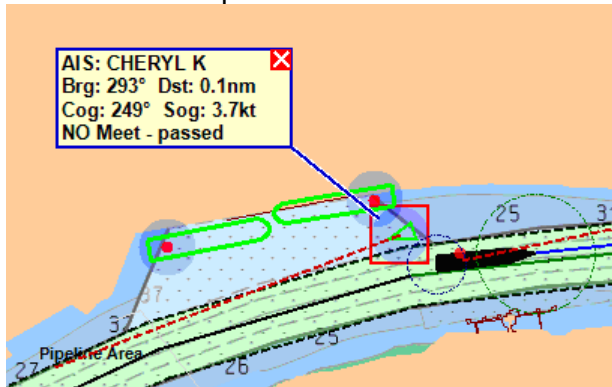 AIS: CHERYL K
Brg: 293° Dst: 0.1nm
Cog: 249° Sog: 3.7kt
NO Meet - passed
25
37
37
25
Pipeline Area
26
27